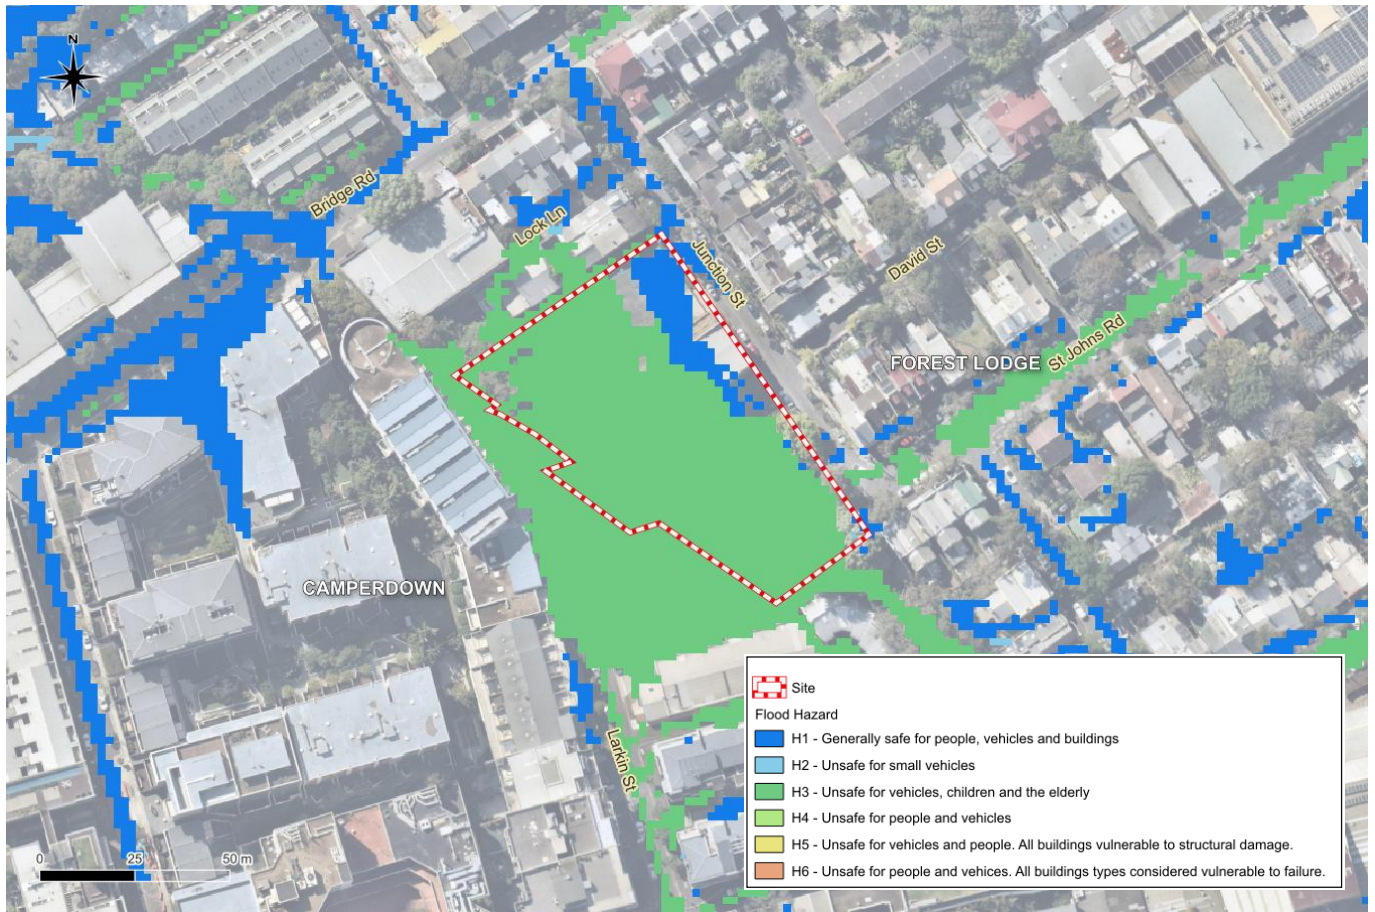 N
Bridge Rd
Lock Ln
Junction St
David St
St Johns Rd
FOREST LODGE
CAMPERDOWN
Larkin St
0 25 50 m
Site
Flood Hazard
H1 - Generally safe for people, vehicles and buildings
H2 - Unsafe for small vehicles
H3 - Unsafe for vehicles, children and the elderly
H4 - Unsafe for people and vehicles
H5 - Unsafe for vehicles and people. All buildings vulnerable to structural damage.
H6 - Unsafe for people and vehices. All buildings types considered vulnerable to failure.